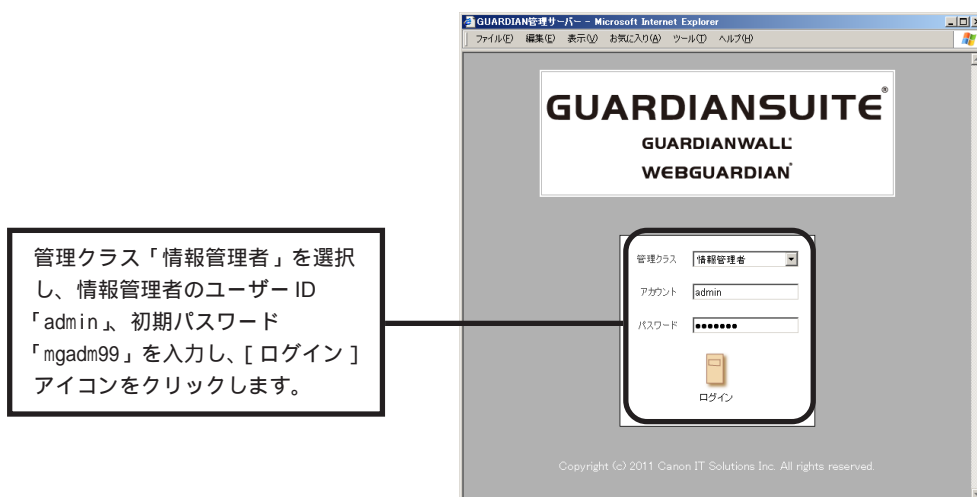 GUARDIAN管理サーバー - Microsoft Internet Explorer
ファイル(F) 編集(E) 表示(V) お気に入り(A) ツール(T) ヘルプ(H)
GUARDIANSUITE®
GUARDIANWALL
WEBGUARDIAN
管理クラス「情報管理者」を選択
し、情報管理者のユーザー ID
「admin」、初期パスワード
「mgadm99」を入力し、[ ログイン ]
アイコンをクリックします。
管理クラス 情報管理者
アカウント admin
パスワード ●●●●●●●
ログイン
Copyright (c) 2011 Canon IT Solutions Inc. All rights reserved.